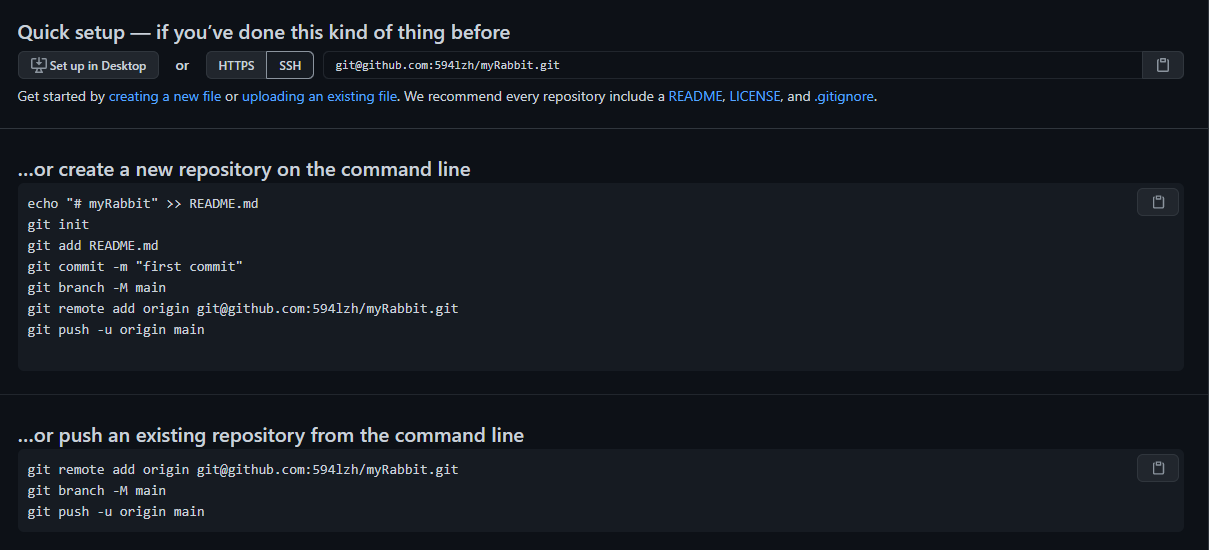 Quick setup — if you’ve done this kind of thing before
Set up in Desktop or HTTPS SSH git@github.com:594lzh/myRabbit.git
Get started by creating a new file or uploading an existing file. We recommend every repository include a README, LICENSE, and .gitignore.
…or create a new repository on the command line
echo "# myRabbit" >> README.md
git init
git add README.md
git commit -m "first commit"
git branch -M main
git remote add origin git@github.com:594lzh/myRabbit.git
git push -u origin main
…or push an existing repository from the command line
git remote add origin git@github.com:594lzh/myRabbit.git
git branch -M main
git push -u origin main